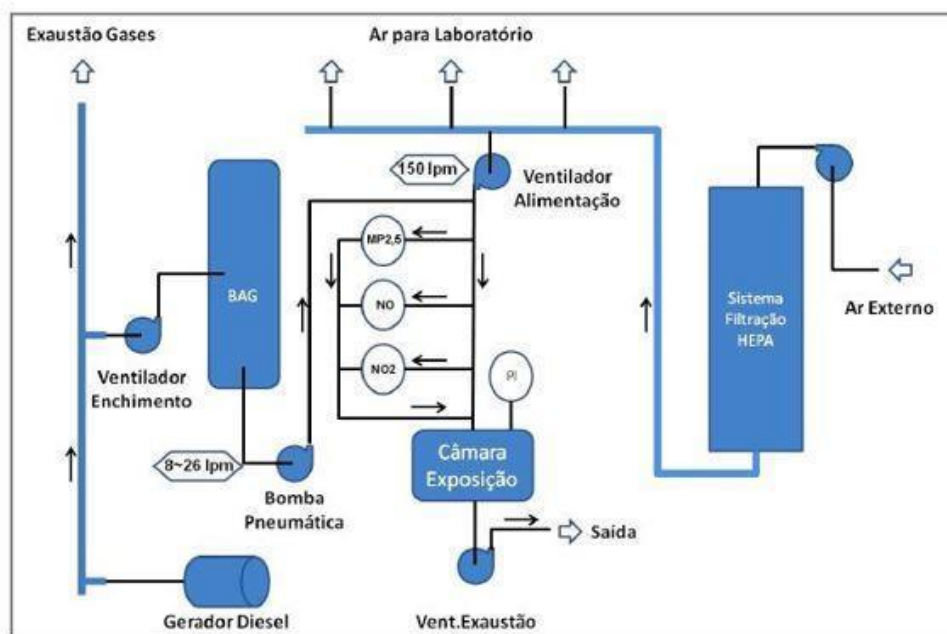 Exaustão Gases
Ar para Laboratório
150 lpm
Ventilador
Alimentação
MP2,5
BAG
NO
Sistema
Filtração
HEPA
Ar Externo
Ventilador
Enchimento
NO2
PI
Câmara
Exposição
8~26 lpm
Bomba
Pneumática
Saída
Gerador Diesel
Vent.Exaustão